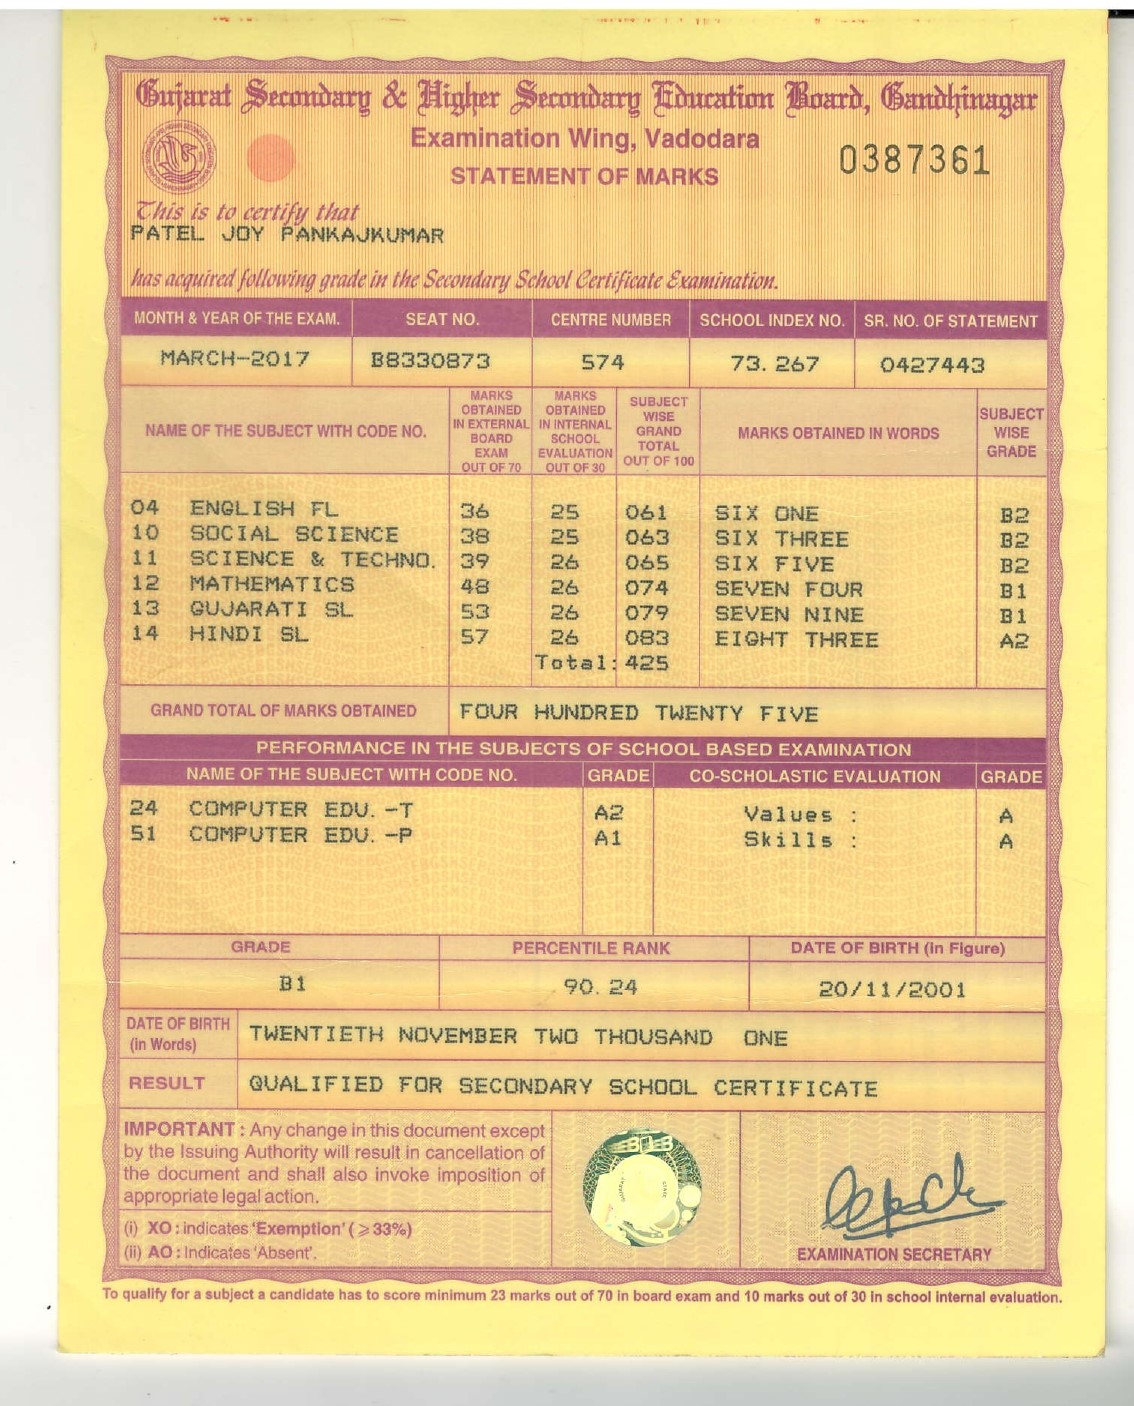 Gujarat Secondary & Higher Secondary Education Board, Gandhinagar
Examination Wing, Vadodara
STATEMENT OF MARKS
0387361
This is to certify that
PATEL JOY PANKAJKUMAR
has acquired following grade in the Secondary School Certificate Examination.
MONTH & YEAR OF THE EXAM. SEAT NO. CENTRE NUMBER SCHOOL INDEX NO. SR. NO. OF STATEMENT
MARCH-2017 B8330873 574 73.267 0427443
NAME OF THE SUBJECT WITH CODE NO. MARKS OBTAINED IN EXTERNAL BOARD EXAM OUT OF 70 MARKS OBTAINED IN INTERNAL SCHOOL EVALUATION OUT OF 30 SUBJECT WISE GRAND TOTAL OUT OF 100 MARKS OBTAINED IN WORDS SUBJECT WISE GRADE
04 ENGLISH FL 36 25 061 SIX ONE B2
10 SOCIAL SCIENCE 38 25 063 SIX THREE B2
11 SCIENCE & TECHNO. 39 26 065 SIX FIVE B2
12 MATHEMATICS 48 26 074 SEVEN FOUR B1
13 GUJARATI SL 53 26 079 SEVEN NINE B1
14 HINDI SL 57 26 083 EIGHT THREE A2
Total: 425
GRAND TOTAL OF MARKS OBTAINED FOUR HUNDRED TWENTY FIVE
PERFORMANCE IN THE SUBJECTS OF SCHOOL BASED EXAMINATION
NAME OF THE SUBJECT WITH CODE NO. GRADE CO-SCHOLASTIC EVALUATION GRADE
24 COMPUTER EDU. -T A2 Values : A
51 COMPUTER EDU. -P A1 Skills : A
GRADE PERCENTILE RANK DATE OF BIRTH (in Figure)
B1 90.24 20/11/2001
DATE OF BIRTH (in Words) TWENTIETH NOVEMBER TWO THOUSAND ONE
RESULT QUALIFIED FOR SECONDARY SCHOOL CERTIFICATE
IMPORTANT : Any change in this document except
by the Issuing Authority will result in cancellation of
the document and shall also invoke imposition of
appropriate legal action.
(i) XO : indicates 'Exemption' (≥33%)
(ii) AO : Indicates 'Absent'.
EXAMINATION SECRETARY
To qualify for a subject a candidate has to score minimum 23 marks out of 70 in board exam and 10 marks out of 30 in school internal evaluation.